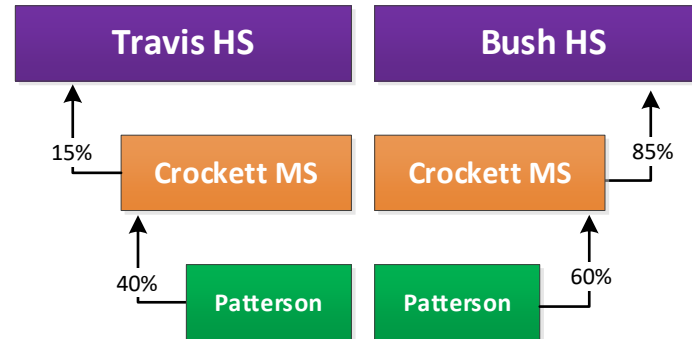 Travis HS
Bush HS
15%
Crockett MS
Crockett MS
85%
40%
Patterson
Patterson
60%